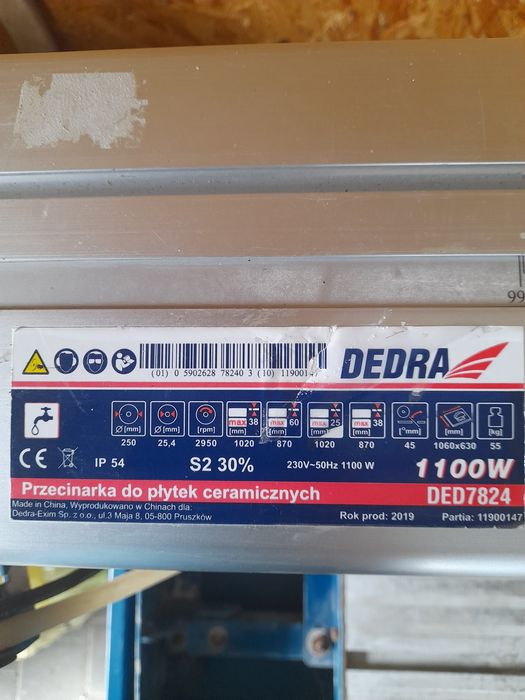 99
(01) 0 5902628 78240 3 (10) 11900147
DEDRA
Ø [mm] Ø [mm] [rpm] max 38 [mm] max 60 [mm] max 25 [mm] max 38 [mm] [°mm] [mm] [kg]
250 25,4 2950 1020 870 1020 870 45 1060x630 55
CE IP 54 S2 30% 230V~50Hz 1100 W 1100W
Przecinarka do płytek ceramicznych DED7824
Made in China, Wyprodukowano w Chinach dla:
Dedra-Exim Sp. z o.o., ul.3 Maja 8, 05-800 Pruszków Rok prod: 2019 Partia: 11900147